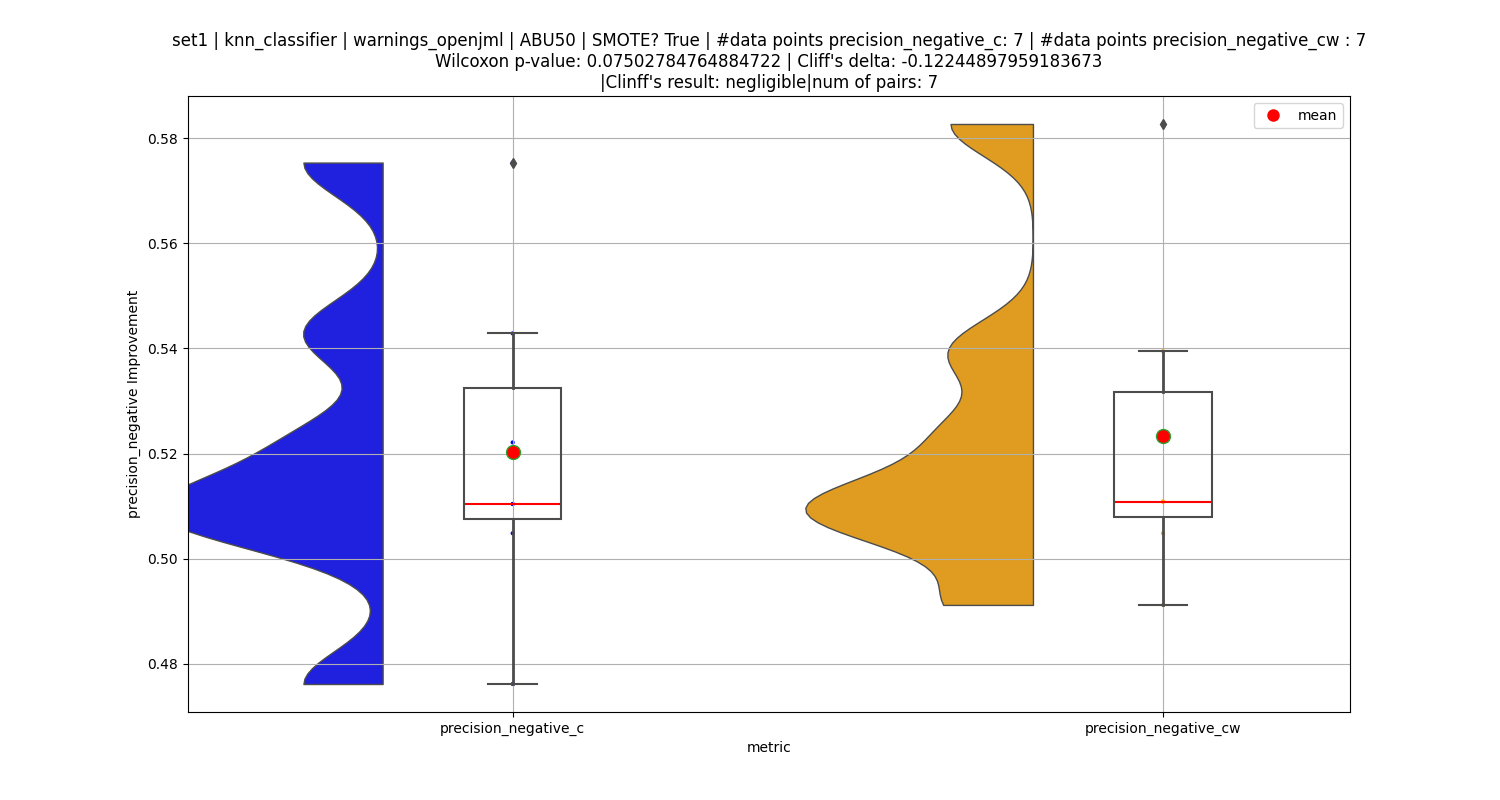 set1 | knn_classifier | warnings_openjml | ABU50 | SMOTE? True | #data points precision_negative_c: 7 | #data points precision_negative_cw : 7
Wilcoxon p-value: 0.07502784764884722 | Cliff's delta: -0.12244897959183673
|Clinff's result: negligible|num of pairs: 7
mean
0.58
0.56
0.54
0.52
0.50
0.48
precision_negative Improvement
precision_negative_c
precision_negative_cw
metric